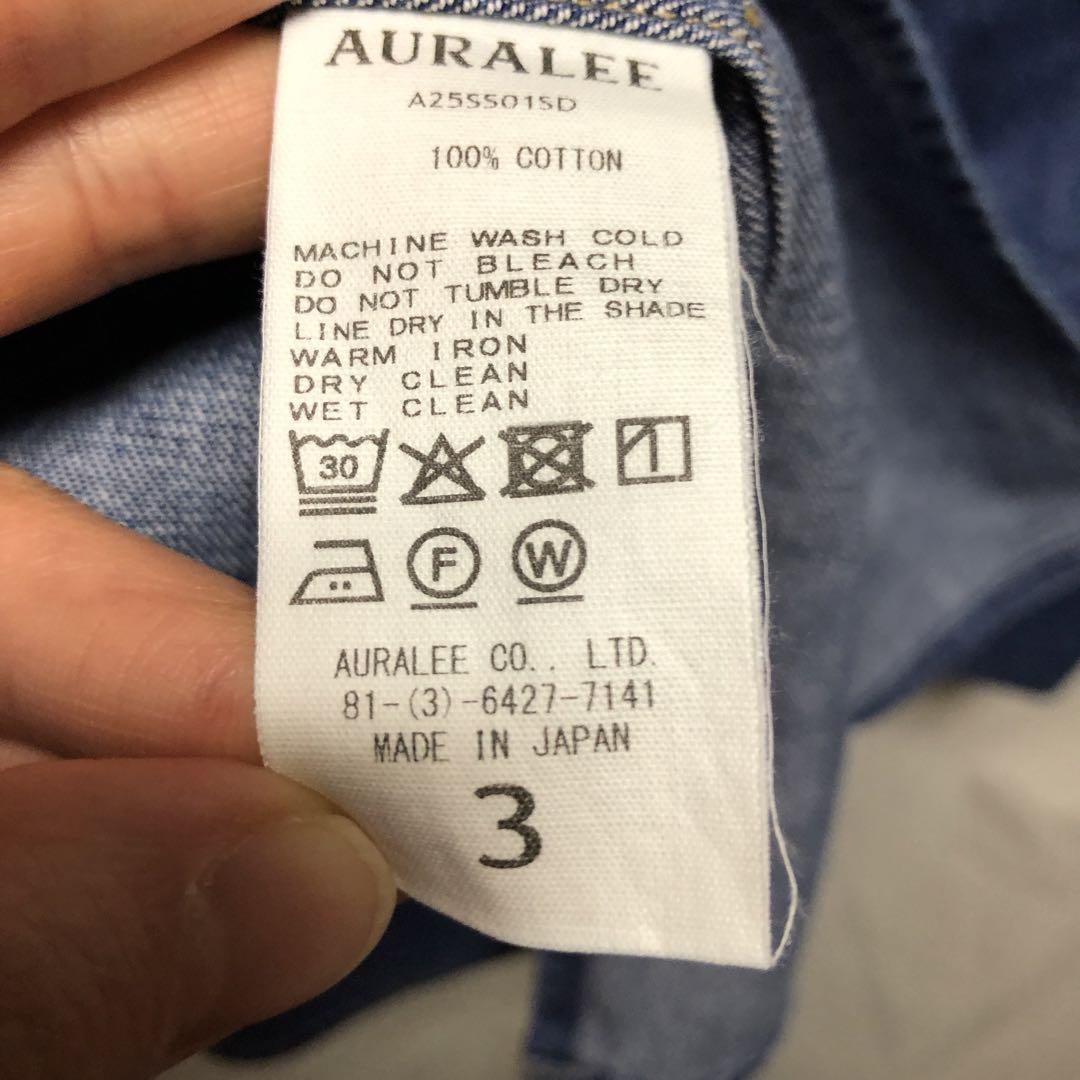 AURALEE
A25SS01SD
100% COTTON
MACHINE WASH COLD
DO NOT BLEACH
DO NOT TUMBLE DRY
LINE DRY IN THE SHADE
WARM IRON
DRY CLEAN
WET CLEAN
30
F W
AURALEE CO., LTD.
81-(3)-6427-7141
MADE IN JAPAN
3